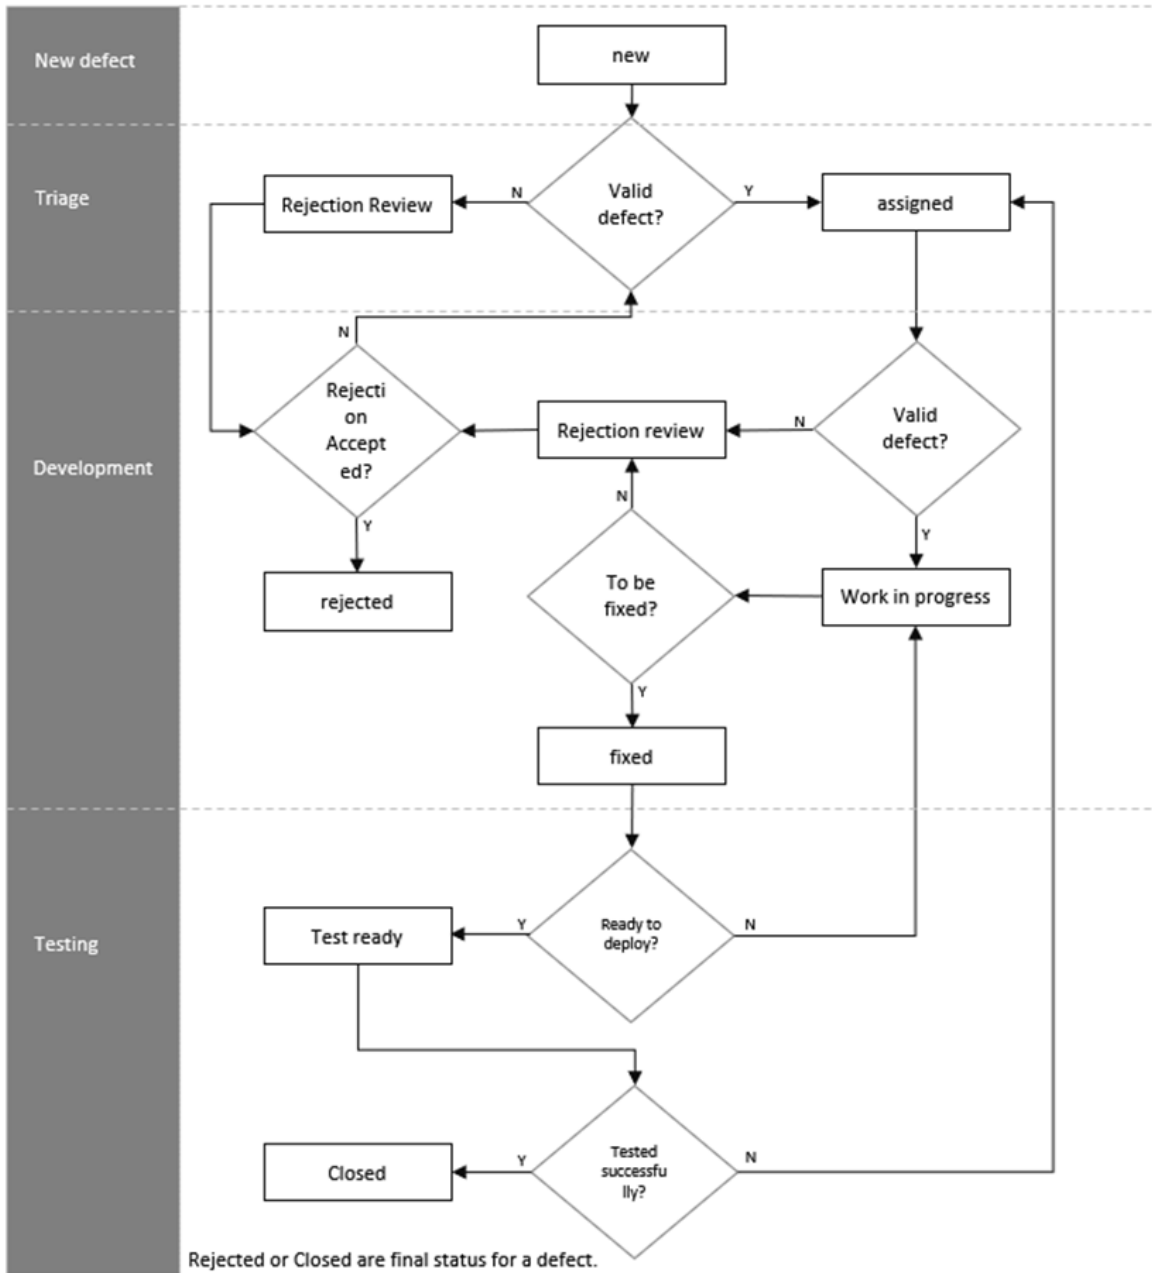 New defect
new
Triage
Rejection Review
N
Valid
defect?
Y
assigned
Development
N
Rejecti
on
Accept
ed?
Y
rejected
Rejection review
N
Valid
defect?
Y
N
To be
fixed?
Y
Work in progress
fixed
Testing
Test ready
Y
Ready to
deploy?
N
Closed
Y
Tested
successfu
lly?
N
Rejected or Closed are final status for a defect.